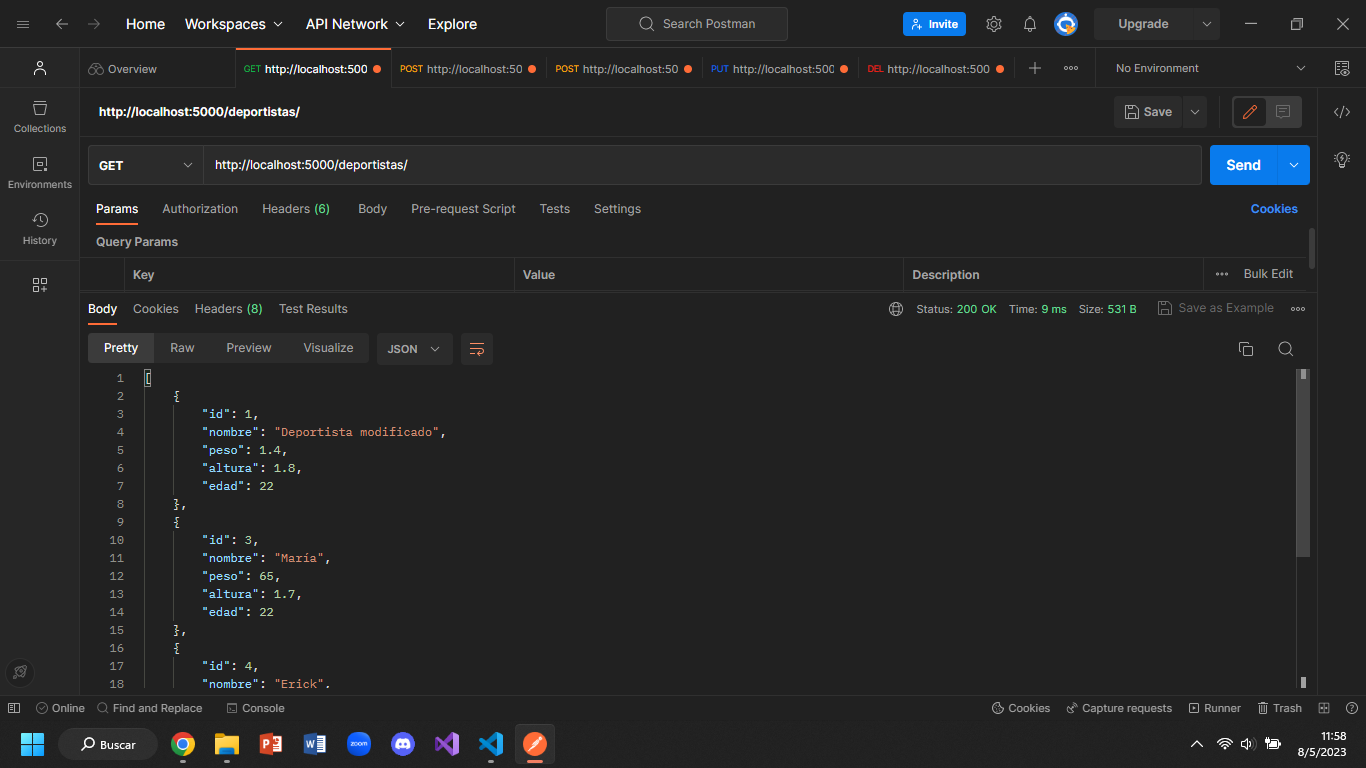 Home Workspaces API Network Explore Search Postman Invite Upgrade
Overview GET http://localhost:500 POST http://localhost:50 POST http://localhost:50 PUT http://localhost:500 DEL http://localhost:500 No Environment
http://localhost:5000/deportistas/ Save
Collections
Environments
History
GET http://localhost:5000/deportistas/ Send
Params Authorization Headers (6) Body Pre-request Script Tests Settings Cookies
Query Params
Key Value Description Bulk Edit
Body Cookies Headers (8) Test Results Status: 200 OK Time: 9 ms Size: 531 B Save as Example
Pretty Raw Preview Visualize JSON
1 [
2 {
3 "id": 1,
4 "nombre": "Deportista modificado",
5 "peso": 1.4,
6 "altura": 1.8,
7 "edad": 22
8 },
9 {
10 "id": 3,
11 "nombre": "María",
12 "peso": 65,
13 "altura": 1.7,
14 "edad": 22
15 },
16 {
17 "id": 4,
18 "nombre": "Erick",
Online Find and Replace Console Cookies Capture requests Runner Trash
Buscar zoom 11:58
8/5/2023